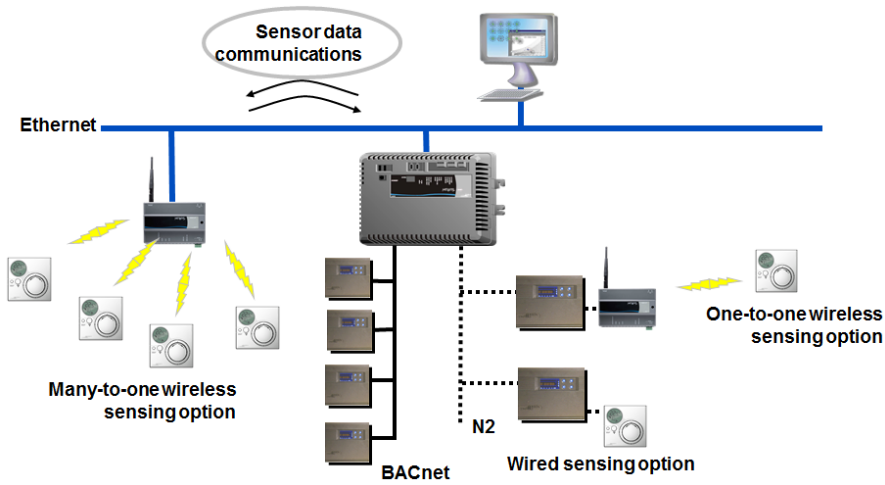 Sensor data
communications
Ethernet
One-to-one wireless
sensing option
Many-to-one wireless
sensing option
N2
Wired sensing option
BACnet